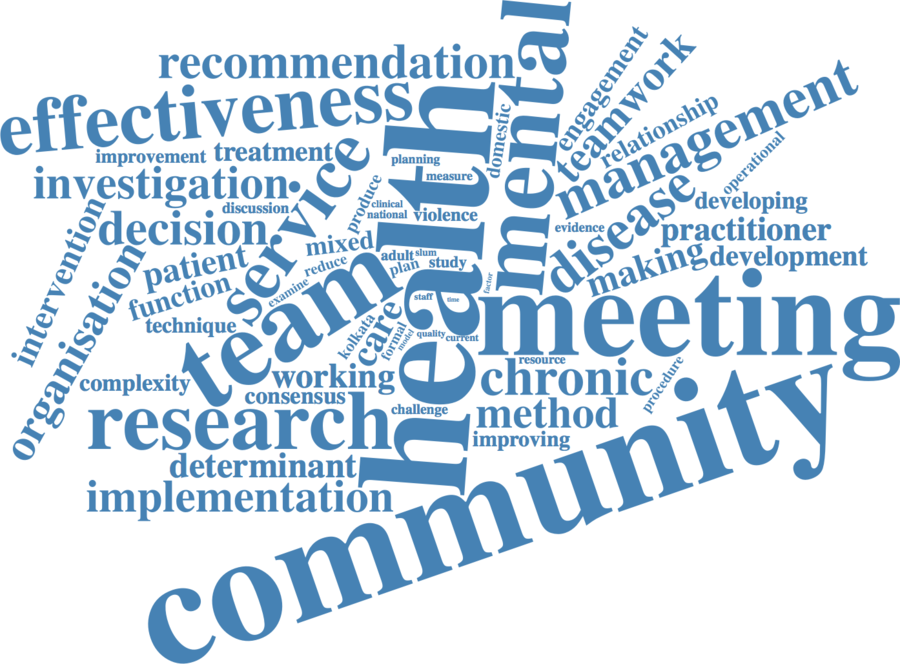 mental
recommendation
engagement
teamwork
effectiveness
health
domestic
relationship
management
improvement
treatment
planning
operational
investigation
service
measure
disease
developing
discussion
produce
clinical
national
violence
intervention
decision
evidence
practitioner
mixed
organisation
patient
reduce
adult
slum
plan
study
making
development
function
examine
team
factor
staff
time
meeting
technique
kolkata
care
formal
model
quality
current
complexity
working
resource
chronic
procedure
consensus
research
challenge
method
improving
determinant
implementation
community